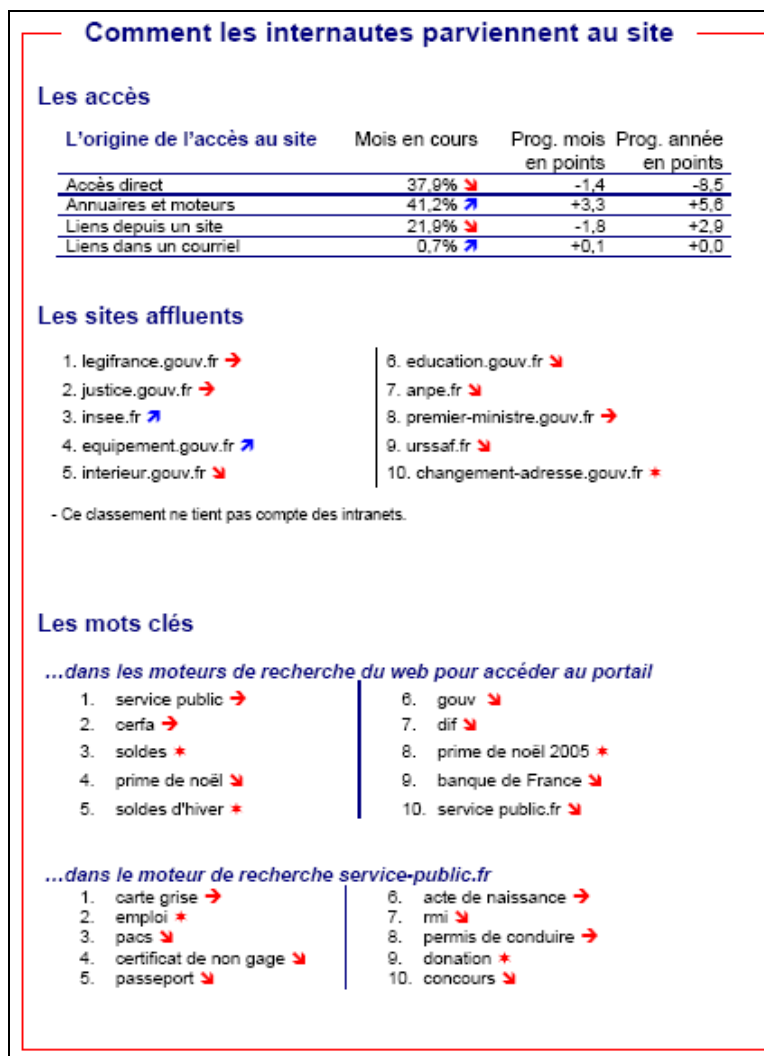 Comment les internautes parviennent au site
Les accès
L'origine de l'accès au site Mois en cours Prog. mois en points Prog. année en points
Accès direct 37,9% ↘ -1,4 -8,5
Annuaires et moteurs 41,2% ↗ +3,3 +5,6
Liens depuis un site 21,9% ↘ -1,8 +2,9
Liens dans un courriel 0,7% ↗ +0,1 +0,0
Les sites affluents
1. legifrance.gouv.fr →
2. justice.gouv.fr →
3. insee.fr ↗
4. equipement.gouv.fr ↗
5. interieur.gouv.fr ↘
6. education.gouv.fr ↘
7. anpe.fr ↘
8. premier-ministre.gouv.fr →
9. urssaf.fr ↘
10. changement-adresse.gouv.fr ✶
- Ce classement ne tient pas compte des intranets.
Les mots clés
...dans les moteurs de recherche du web pour accéder au portail
1. service public →
2. cerfa →
3. soldes ✶
4. prime de noël ↘
5. soldes d'hiver ✶
6. gouv ↘
7. dif ↘
8. prime de noël 2005 ✶
9. banque de France ↘
10. service public.fr ↘
...dans le moteur de recherche service-public.fr
1. carte grise →
2. emploi ✶
3. pacs ↘
4. certificat de non gage ↘
5. passeport ↘
6. acte de naissance →
7. rmi ↘
8. permis de conduire →
9. donation ✶
10. concours ↘